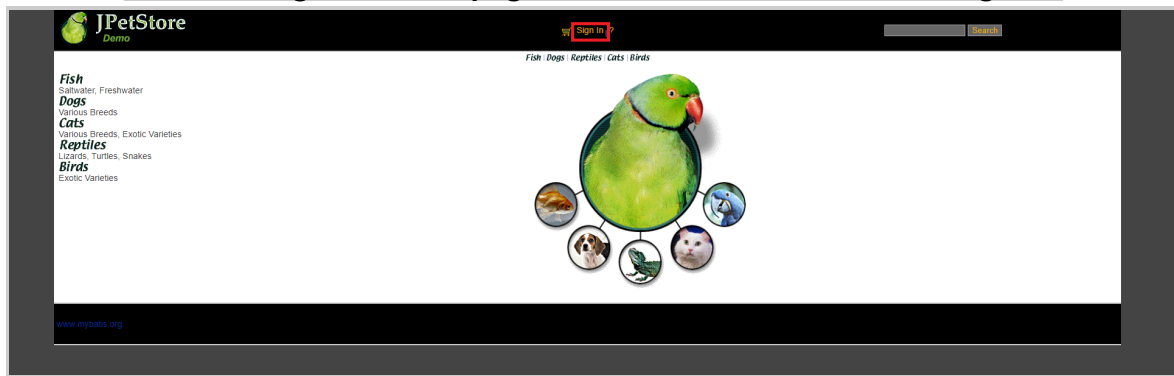 JPetStore
Demo
Sign In
?
Search
Fish | Dogs | Reptiles | Cats | Birds
Fish
Saltwater, Freshwater
Dogs
Various Breeds
Cats
Various Breeds, Exotic Varieties
Reptiles
Lizards, Turtles, Snakes
Birds
Exotic Varieties
www.mybatis.org